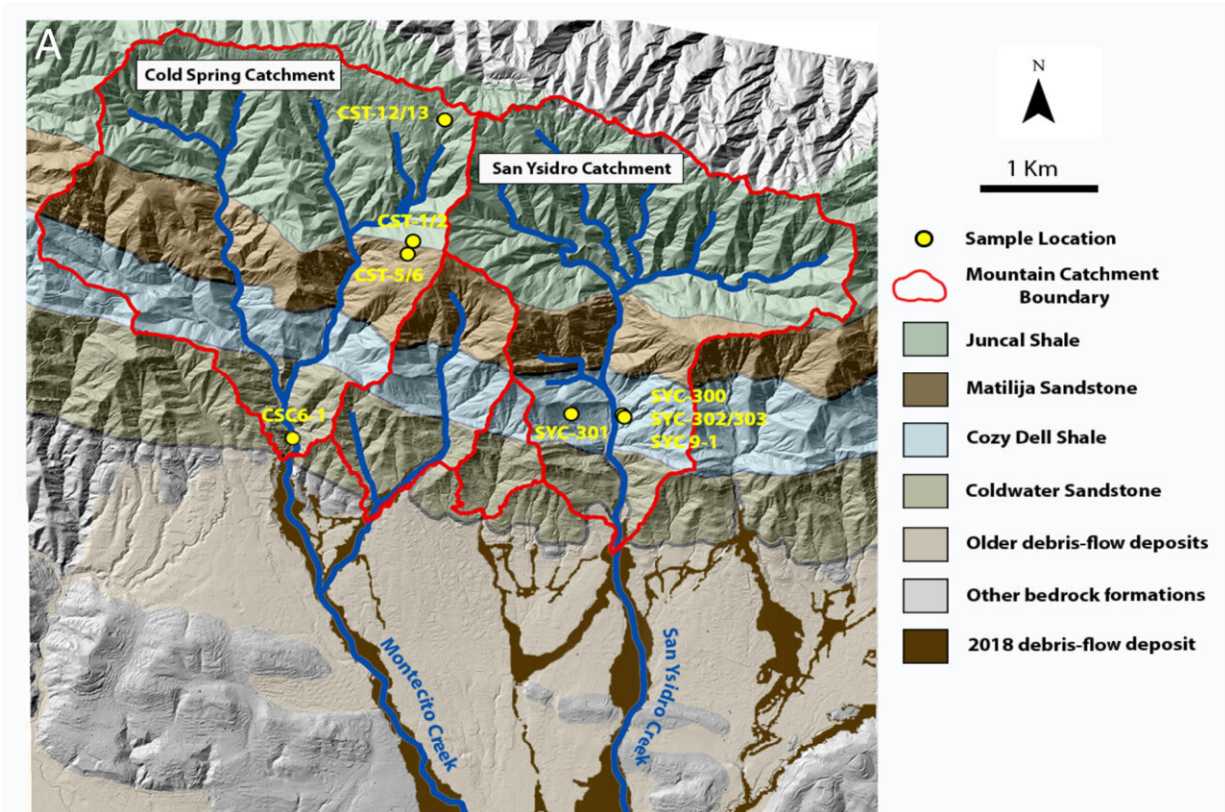 A
Cold Spring Catchment
CST-12/13
San Ysidro Catchment
CST-1/2
CST-5/6
CSC6-1
SYC-301
SYC-300
SYC-302/303
SYC 9-1
Montecito Creek
San Ysidro Creek
N
1 Km
Sample Location
Mountain Catchment
Boundary
Juncal Shale
Matilija Sandstone
Cozy Dell Shale
Coldwater Sandstone
Older debris-flow deposits
Other bedrock formations
2018 debris-flow deposit